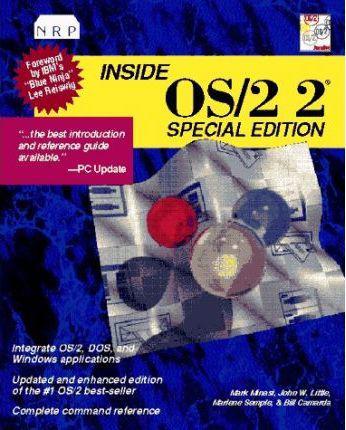 NRP
OS/2
Foreword
by IBM's
"Blue Ninja"
Lee Reiswig
INSIDE
OS/2 2®
SPECIAL EDITION
"...the best introduction
and reference guide
available."
—PC Update
Integrate OS/2, DOS, and
Windows applications
Updated and enhanced edition
of the #1 OS/2 best-seller
Complete command reference
Mark Minasi, John W. Little,
Marlene Semple, & Bill Camarda